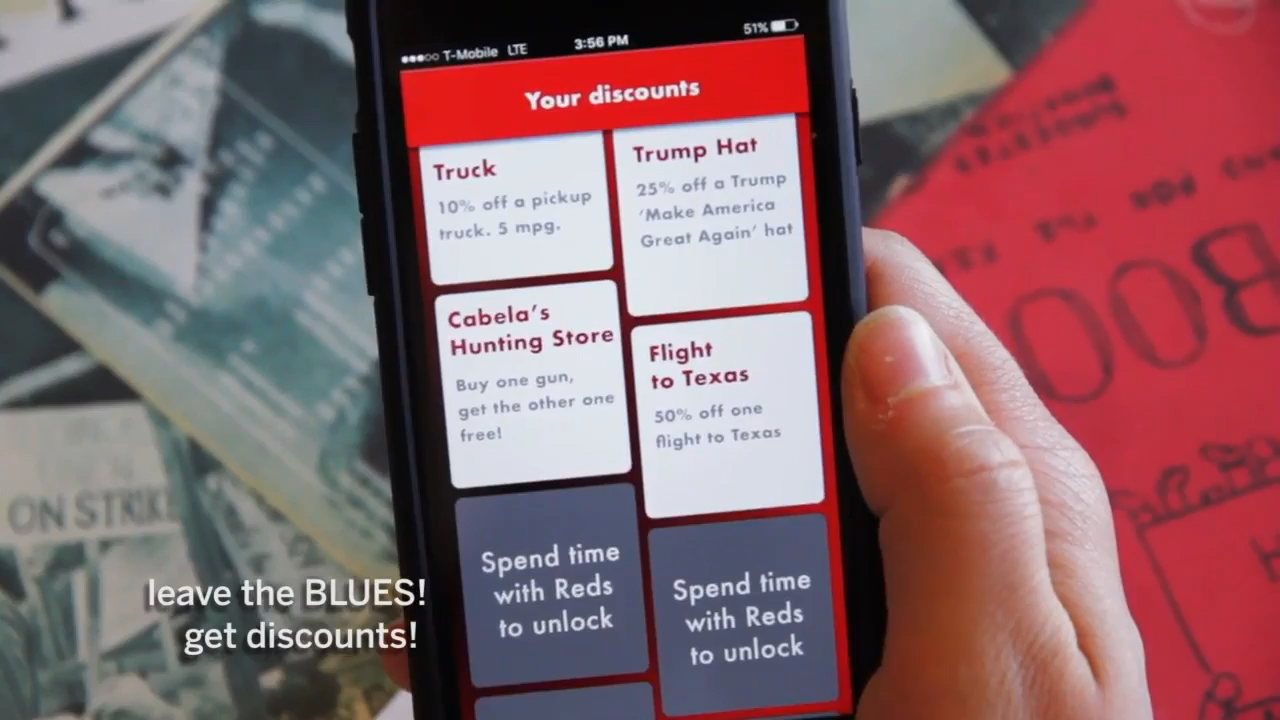 T-Mobile LTE
3:56 PM
51%
Your discounts
Truck
10% off a pickup
truck. 5 mpg.
Trump Hat
25% off a Trump
'Make America
Great Again' hat
Cabela's
Hunting Store
Buy one gun,
get the other one
free!
Flight
to Texas
50% off one
flight to Texas
Spend time
with Reds
to unlock
Spend time
with Reds
to unlock
leave the BLUES!
get discounts!
ON STRIKE